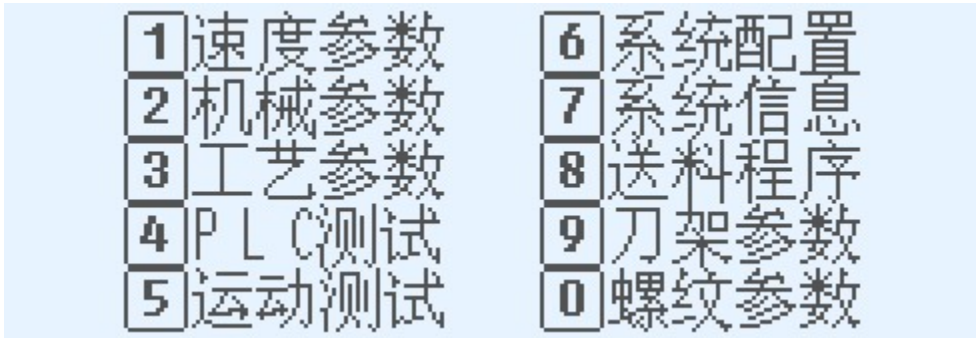 1 速度参数
2 机械参数
3 工艺参数
4 PLC测试
5 运动测试
6 系统配置
7 系统信息
8 送料程序
9 刀架参数
0 螺纹参数